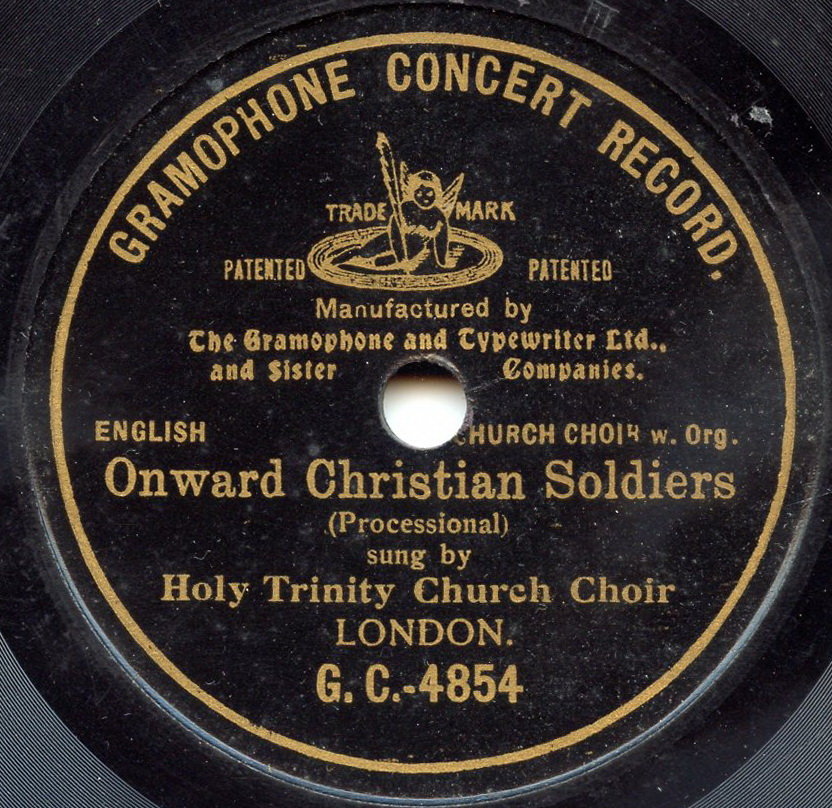 GRAMOPHONE CONCERT RECORD.
TRADE MARK
PATENTED PATENTED
Manufactured by
The Gramophone and Typewriter Ltd.,
and Sister Companies.
ENGLISH CHURCH CHOIR w. Org.
Onward Christian Soldiers
(Processional)
sung by
Holy Trinity Church Choir
LONDON.
G. C.-4854